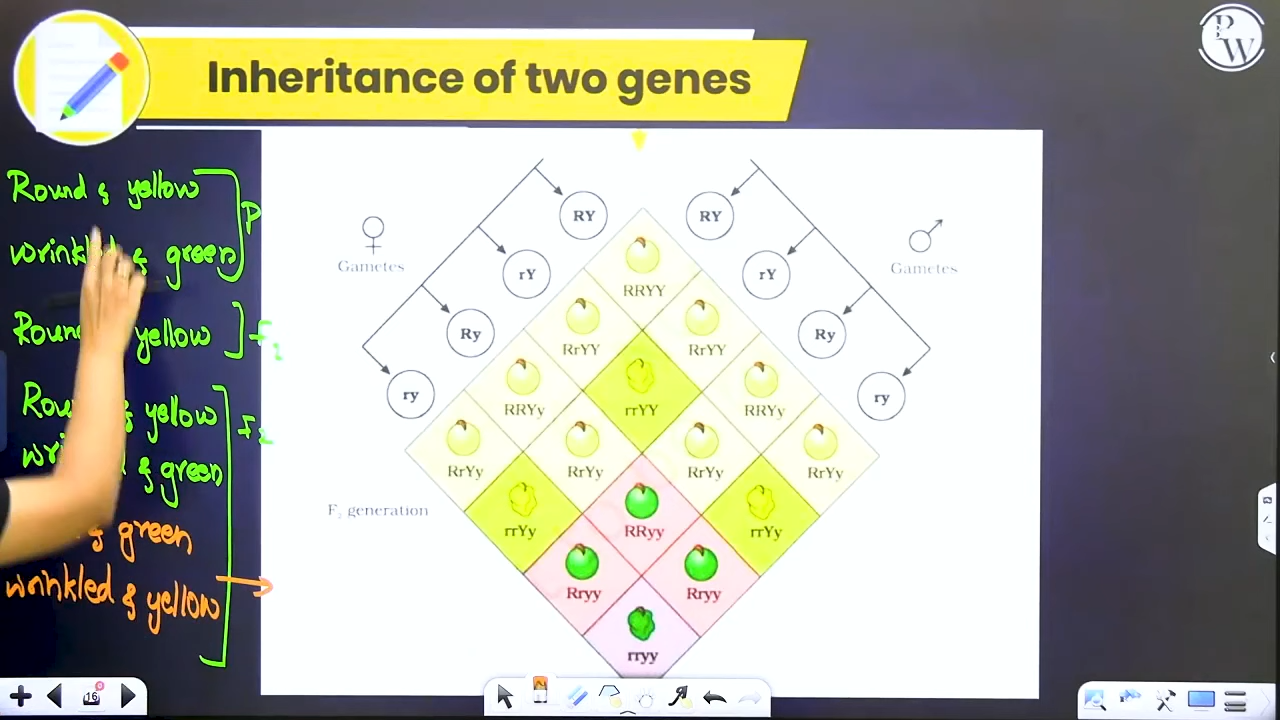 Inheritance of two genes
PW
Round & yellow
wrinkled & green
P
yellow
& yellow
F2
& green
& green
wrinkled & yellow
♀
Gametes
♂
Gametes
RY
rY
Ry
ry
RY
rY
Ry
ry
RRYY
RrYY
RrYY
RRYy
rrYY
RRYy
RrYy
RrYy
RrYy
RrYy
rrYy
RRyy
rrYy
Rryy
Rryy
rryy
F2 generation
16